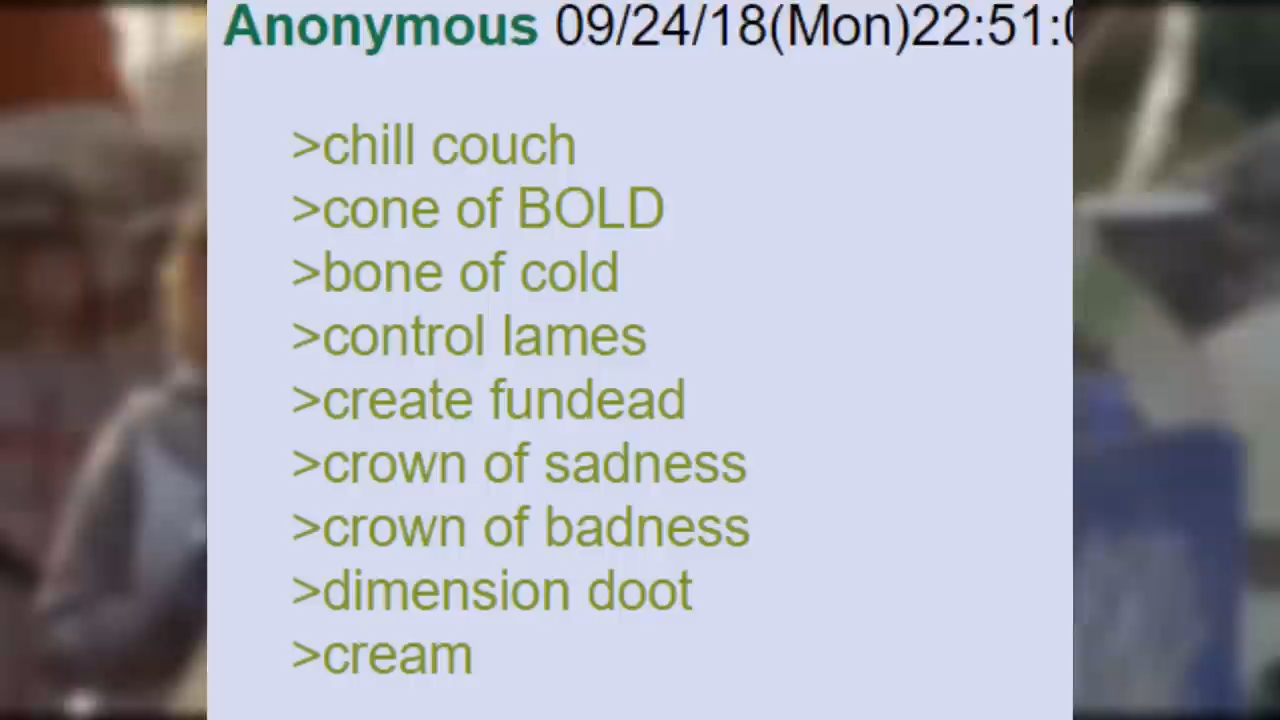 Anonymous 09/24/18(Mon)22:51:
>chill couch
>cone of BOLD
>bone of cold
>control lames
>create fundead
>crown of sadness
>crown of badness
>dimension doot
>cream